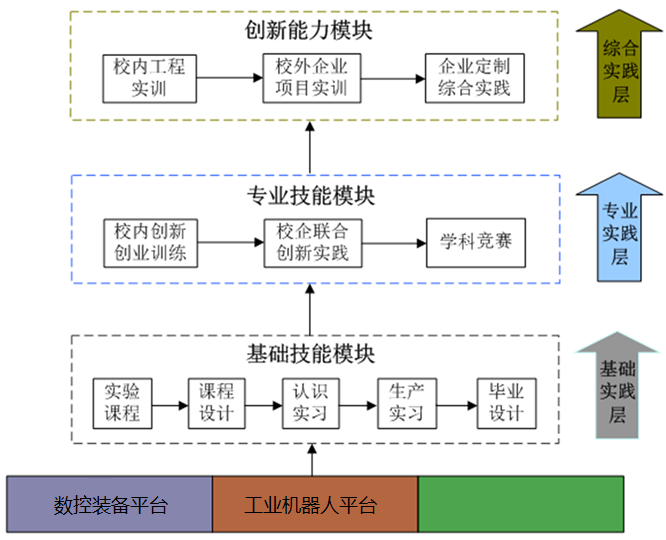 创新能力模块
校内工程
实训
校外企业
项目实训
企业定制
综合实践
综合
实践
层
专业技能模块
校内创新
创业训练
校企联合
创新实践
学科竞赛
专业
实践
层
基础技能模块
实验
课程
课程
设计
认识
实习
生产
实习
毕业
设计
基础
实践
层
数控装备平台
工业机器人平台